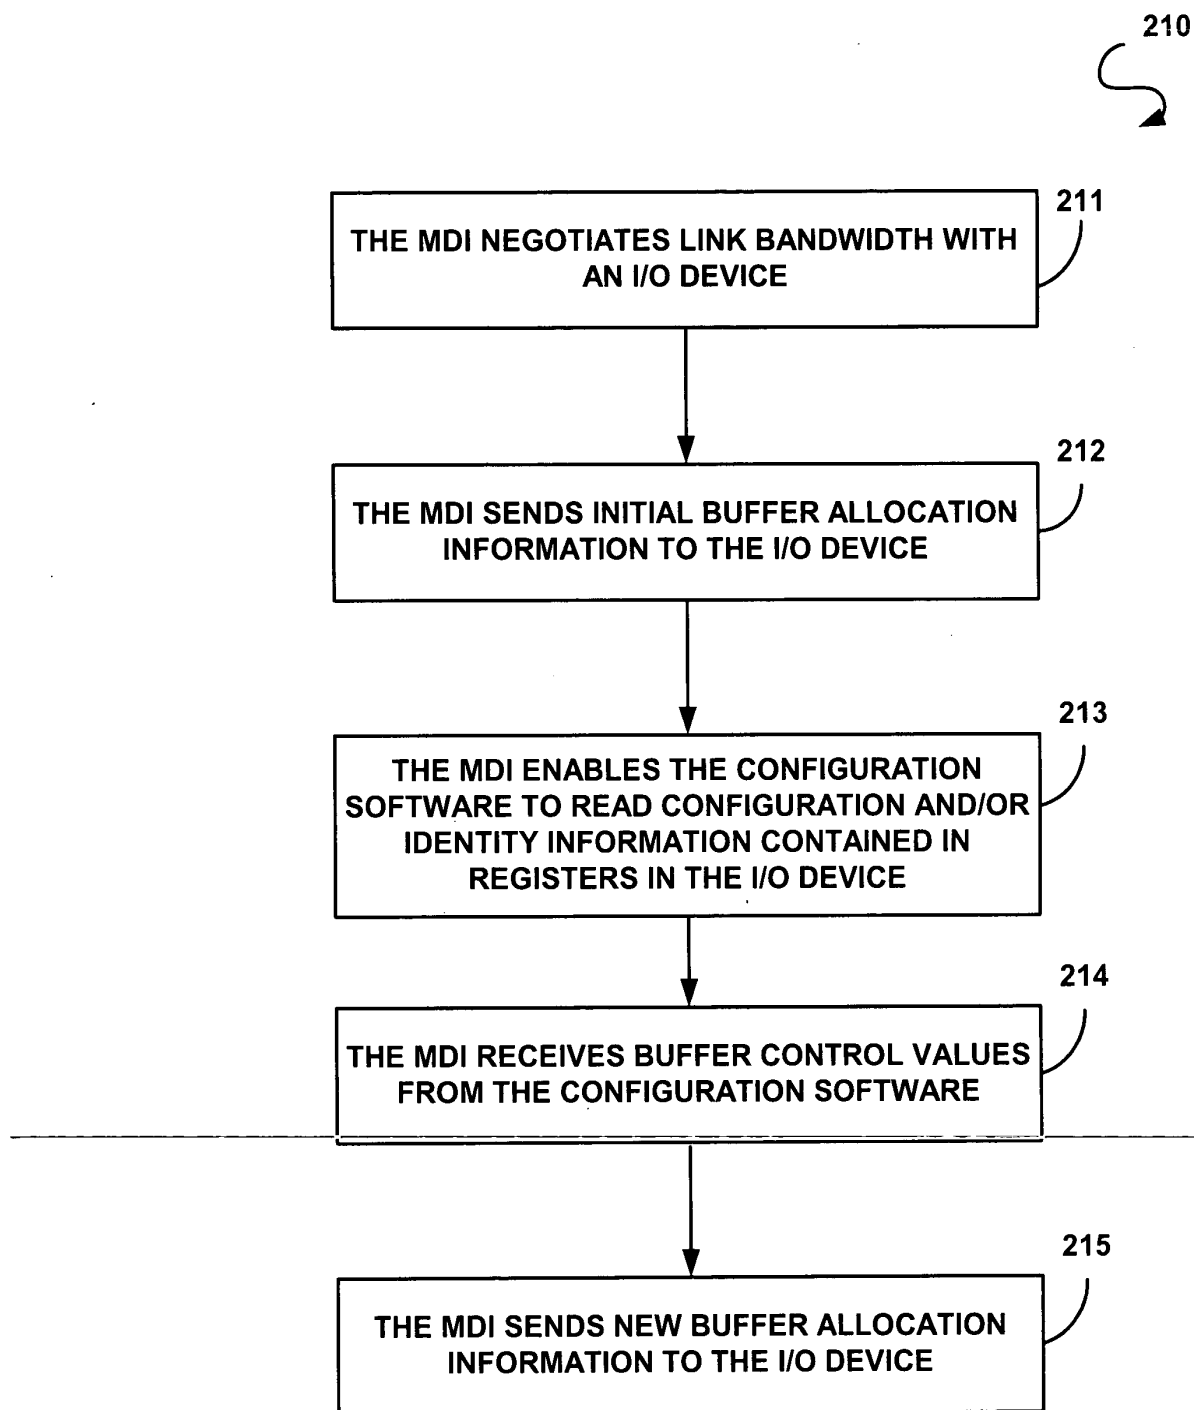 210
211
THE MDI NEGOTIATES LINK BANDWIDTH WITH
AN I/O DEVICE
212
THE MDI SENDS INITIAL BUFFER ALLOCATION
INFORMATION TO THE I/O DEVICE
213
THE MDI ENABLES THE CONFIGURATION
SOFTWARE TO READ CONFIGURATION AND/OR
IDENTITY INFORMATION CONTAINED IN
REGISTERS IN THE I/O DEVICE
214
THE MDI RECEIVES BUFFER CONTROL VALUES
FROM THE CONFIGURATION SOFTWARE
215
THE MDI SENDS NEW BUFFER ALLOCATION
INFORMATION TO THE I/O DEVICE